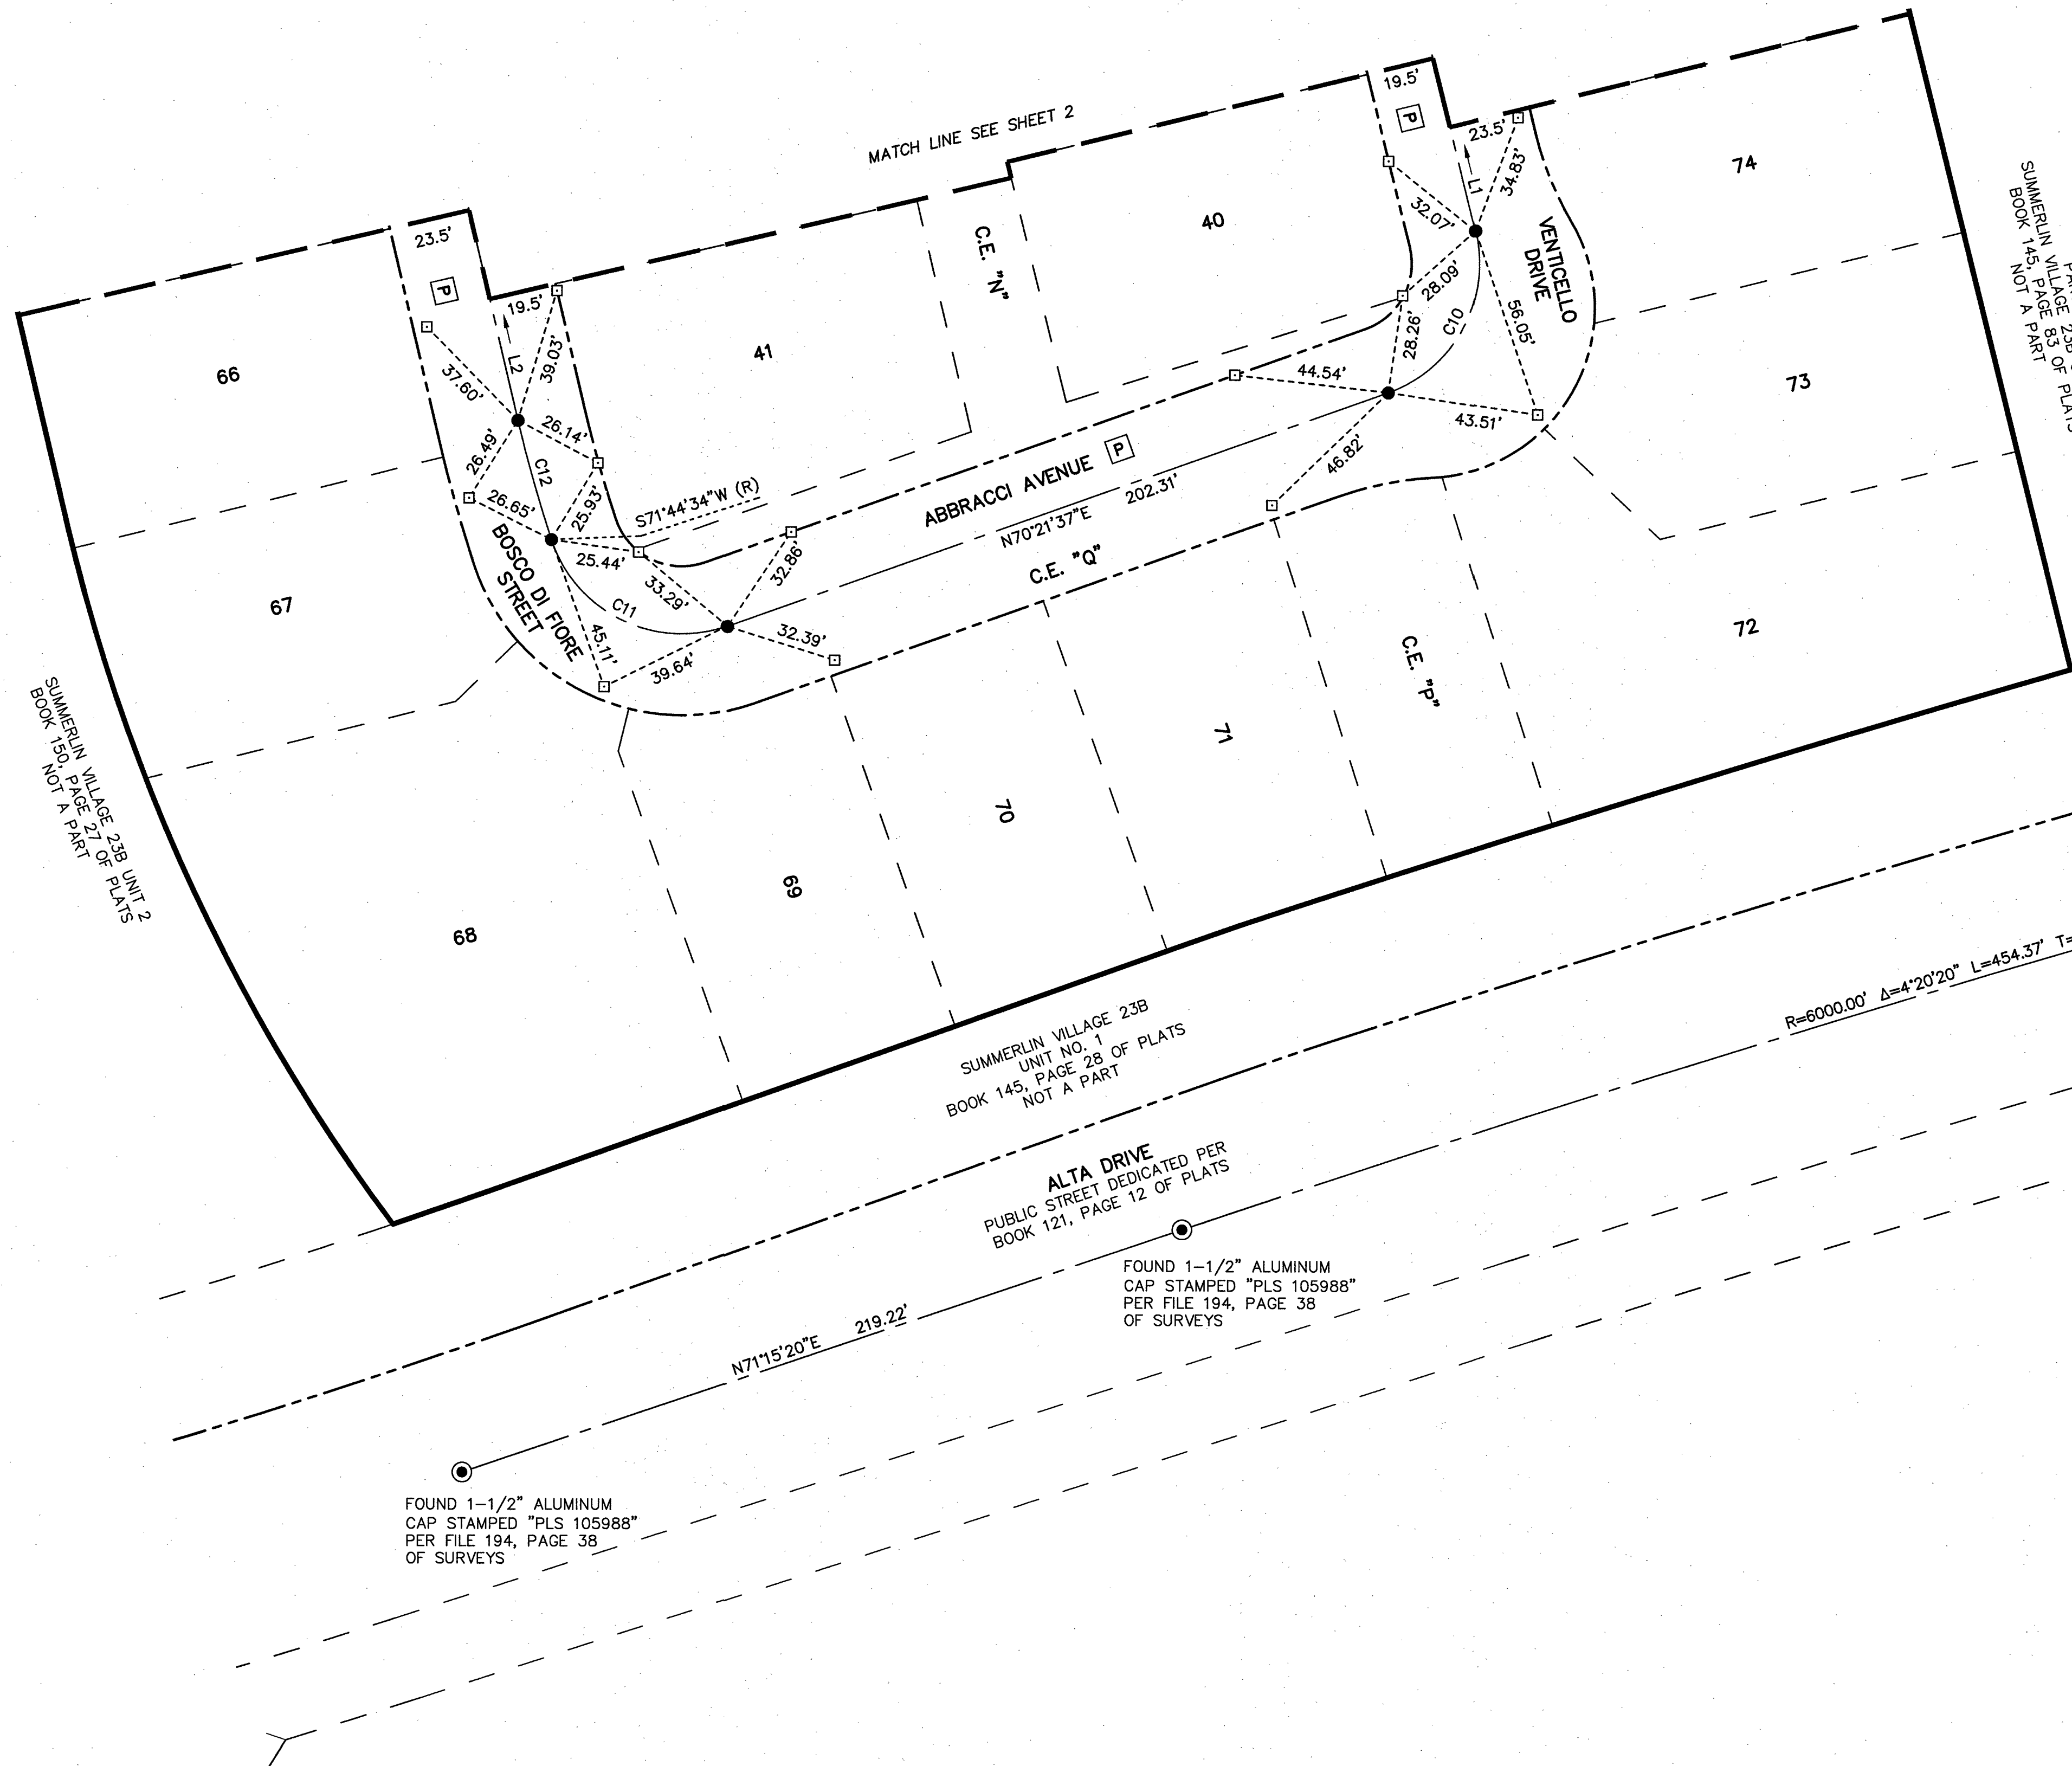 MATCH LINE SEE SHEET 2
19.5'
P
23.5'
L1
34.83'
32.07'
28.09'
28.26'
C10
56.05'
VENTICELLO
DRIVE
74
73
72
40
C.E. "N"
41
66
67
68
69
70
71
C.E. "P"
C.E. "Q"
23.5'
P
19.5'
L2
39.03'
37.60'
26.14'
26.49'
C12
26.65'
25.93'
S71°44'34"W (R)
25.44'
33.29'
C11
45.11'
39.64'
32.86'
32.39'
BOSCO DI FIORE
STREET
ABBRACCI AVENUE P
N70°21'37"E 202.31'
44.54'
43.51'
46.82'
SUMMERLIN VILLAGE 23B UNIT 2
BOOK 150, PAGE 27 OF PLATS
NOT A PART
SUMMERLIN VILLAGE 23B
BOOK 145, PAGE 83 OF PLATS
NOT A PART
SUMMERLIN VILLAGE 23B
UNIT NO. 1
BOOK 145, PAGE 28 OF PLATS
NOT A PART
R=6000.00' Δ=4°20'20" L=454.37' T=
ALTA DRIVE
PUBLIC STREET DEDICATED PER
BOOK 121, PAGE 12 OF PLATS
FOUND 1-1/2" ALUMINUM
CAP STAMPED "PLS 105988"
PER FILE 194, PAGE 38
OF SURVEYS
N71°15'20"E 219.22'
FOUND 1-1/2" ALUMINUM
CAP STAMPED "PLS 105988"
PER FILE 194, PAGE 38
OF SURVEYS